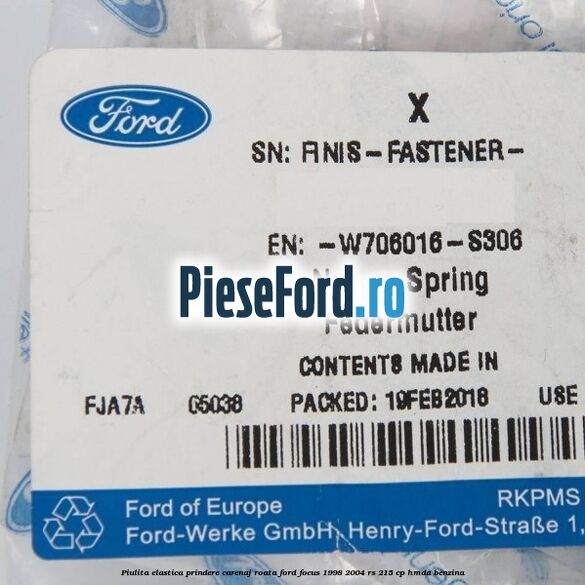 Ford
X
SN: FINIS-FASTENER-
EN: -W706016-S306
PieseFord.ro
Spring
Federmutter
CONTENTS MADE IN
FJA7A 05038 PACKED: 19FEB2018 USE
Ford of Europe RKPMS
Ford-Werke GmbH, Henry-Ford-Straße 1,
Piulita elastica prindere carenaj roata ford focus 1998 2004 rs 215 cp hmda benzina